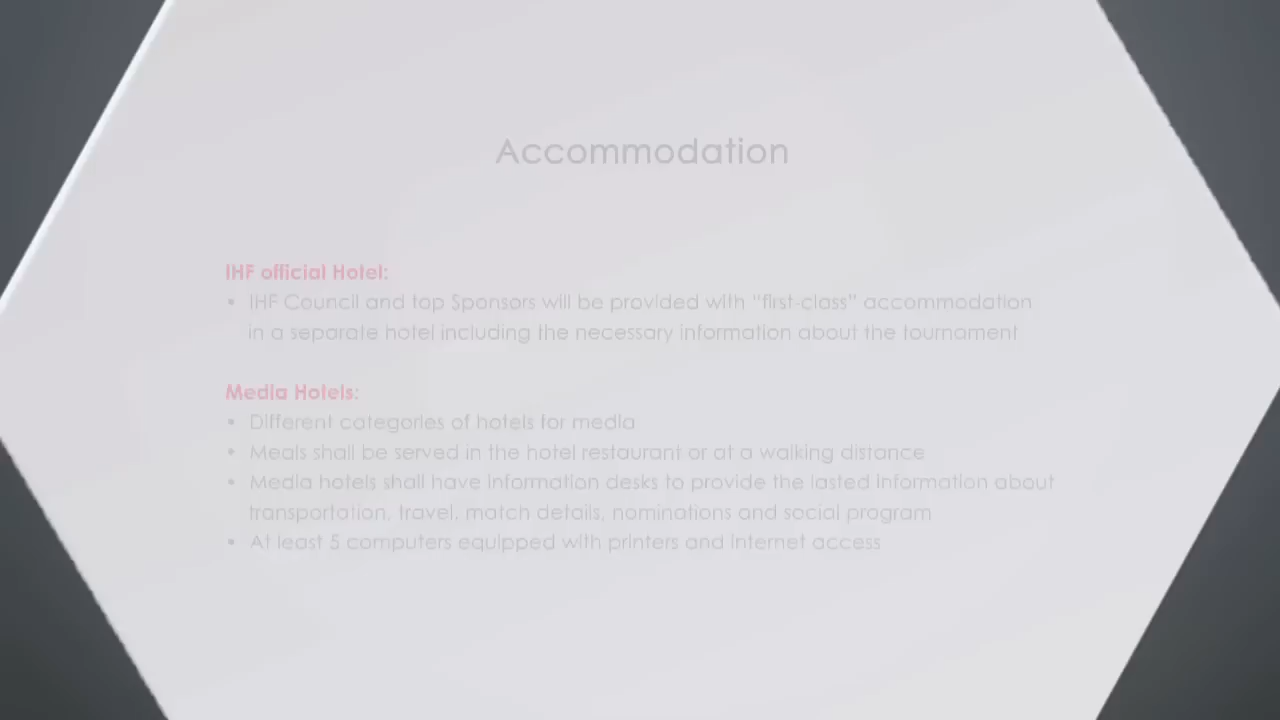 Accommodation
IHF official Hotel:
• IHF Council and top Sponsors will be provided with "first-class" accommodation
in a separate hotel including the necessary information about the tournament
Media Hotels:
• Different categories of hotels for media
• Meals shall be served in the hotel restaurant or at a walking distance
• Media hotels shall have information desks to provide the lasted information about
transportation, travel, match details, nominations and social program
• At least 5 computers equipped with printers and internet access